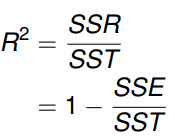 R² = SSR / SST
= 1 − SSE / SST